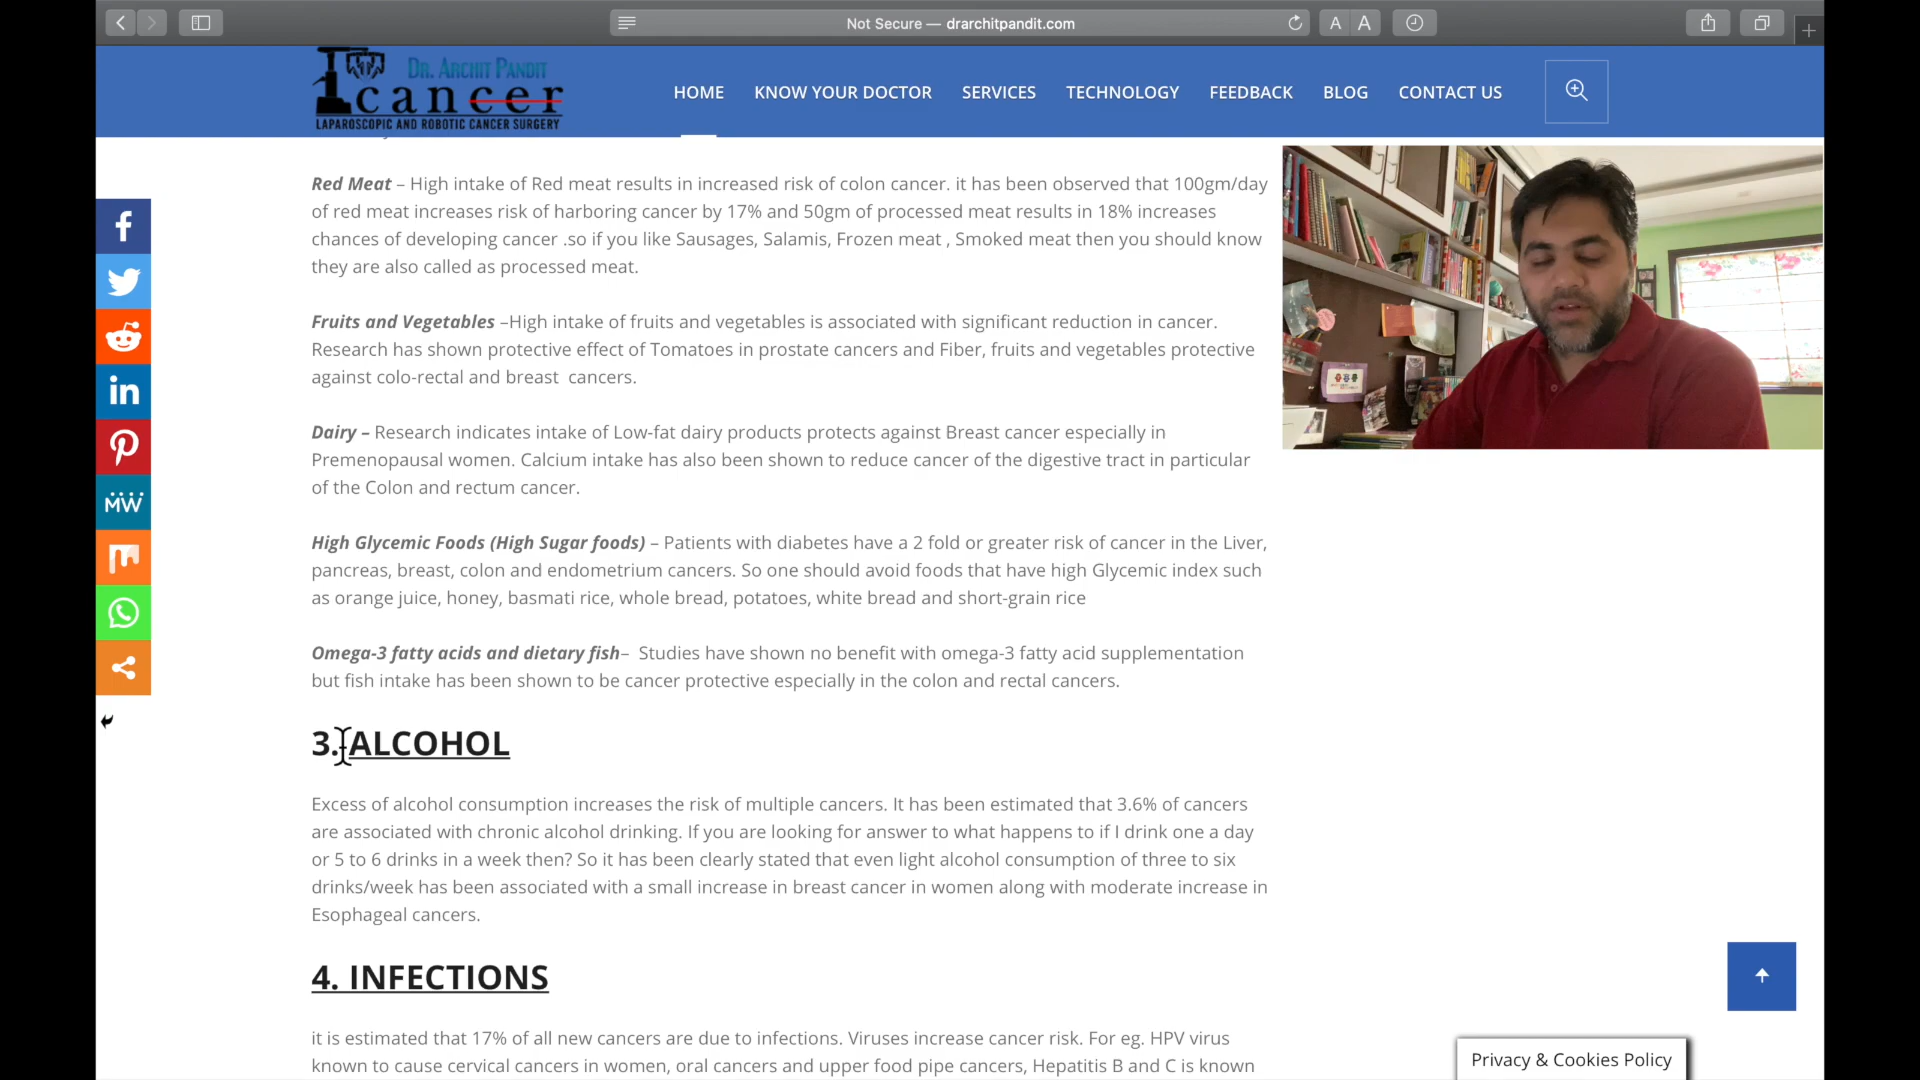 Not Secure — drarchitpandit.com
A A
DR. ARCHIT PANDIT
cancer
LAPAROSCOPIC AND ROBOTIC CANCER SURGERY
HOME KNOW YOUR DOCTOR SERVICES TECHNOLOGY FEEDBACK BLOG CONTACT US
Red Meat – High intake of Red meat results in increased risk of colon cancer. it has been observed that 100gm/day
of red meat increases risk of harboring cancer by 17% and 50gm of processed meat results in 18% increases
chances of developing cancer .so if you like Sausages, Salamis, Frozen meat , Smoked meat then you should know
they are also called as processed meat.
Fruits and Vegetables –High intake of fruits and vegetables is associated with significant reduction in cancer.
Research has shown protective effect of Tomatoes in prostate cancers and Fiber, fruits and vegetables protective
against colo-rectal and breast  cancers.
Dairy – Research indicates intake of Low-fat dairy products protects against Breast cancer especially in
Premenopausal women. Calcium intake has also been shown to reduce cancer of the digestive tract in particular
of the Colon and rectum cancer.
High Glycemic Foods (High Sugar foods) – Patients with diabetes have a 2 fold or greater risk of cancer in the Liver,
pancreas, breast, colon and endometrium cancers. So one should avoid foods that have high Glycemic index such
as orange juice, honey, basmati rice, whole bread, potatoes, white bread and short-grain rice
Omega-3 fatty acids and dietary fish–  Studies have shown no benefit with omega-3 fatty acid supplementation
but fish intake has been shown to be cancer protective especially in the colon and rectal cancers.
3. ALCOHOL
Excess of alcohol consumption increases the risk of multiple cancers. It has been estimated that 3.6% of cancers
are associated with chronic alcohol drinking. If you are looking for answer to what happens to if I drink one a day
or 5 to 6 drinks in a week then? So it has been clearly stated that even light alcohol consumption of three to six
drinks/week has been associated with a small increase in breast cancer in women along with moderate increase in
Esophageal cancers.
4. INFECTIONS
it is estimated that 17% of all new cancers are due to infections. Viruses increase cancer risk. For eg. HPV virus
known to cause cervical cancers in women, oral cancers and upper food pipe cancers, Hepatitis B and C is known
Privacy & Cookies Policy